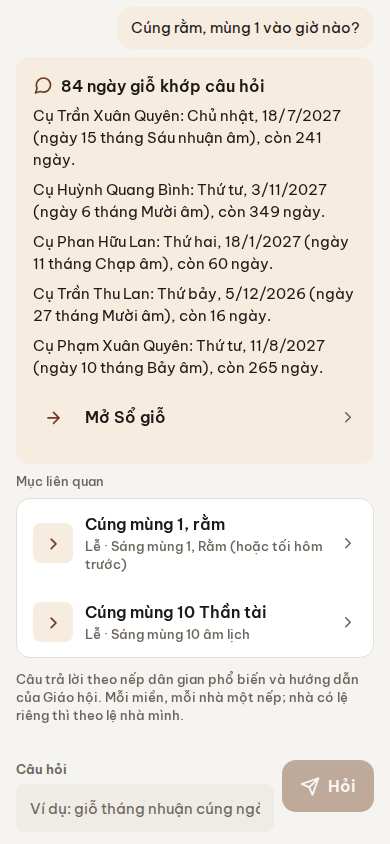 Cúng rằm, mùng 1 vào giờ nào?
84 ngày giỗ khớp câu hỏi
Cụ Trần Xuân Quyên: Chủ nhật, 18/7/2027
(ngày 15 tháng Sáu nhuận âm), còn 241
ngày.
Cụ Huỳnh Quang Bình: Thứ tư, 3/11/2027
(ngày 6 tháng Mười âm), còn 349 ngày.
Cụ Phan Hữu Lan: Thứ hai, 18/1/2027 (ngày
11 tháng Chạp âm), còn 60 ngày.
Cụ Trần Thu Lan: Thứ bảy, 5/12/2026 (ngày
27 tháng Mười âm), còn 16 ngày.
Cụ Phạm Xuân Quyên: Thứ tư, 11/8/2027
(ngày 10 tháng Bảy âm), còn 265 ngày.
Mở Sổ giỗ
Mục liên quan
Cúng mùng 1, rằm
Lễ · Sáng mùng 1, Rằm (hoặc tối hôm
trước)
Cúng mùng 10 Thần tài
Lễ · Sáng mùng 10 âm lịch
Câu trả lời theo nếp dân gian phổ biến và hướng dẫn
của Giáo hội. Mỗi miền, mỗi nhà một nếp; nhà có lệ
riêng thì theo lệ nhà mình.
Câu hỏi
Ví dụ: giỗ tháng nhuận cúng ngà
Hỏi